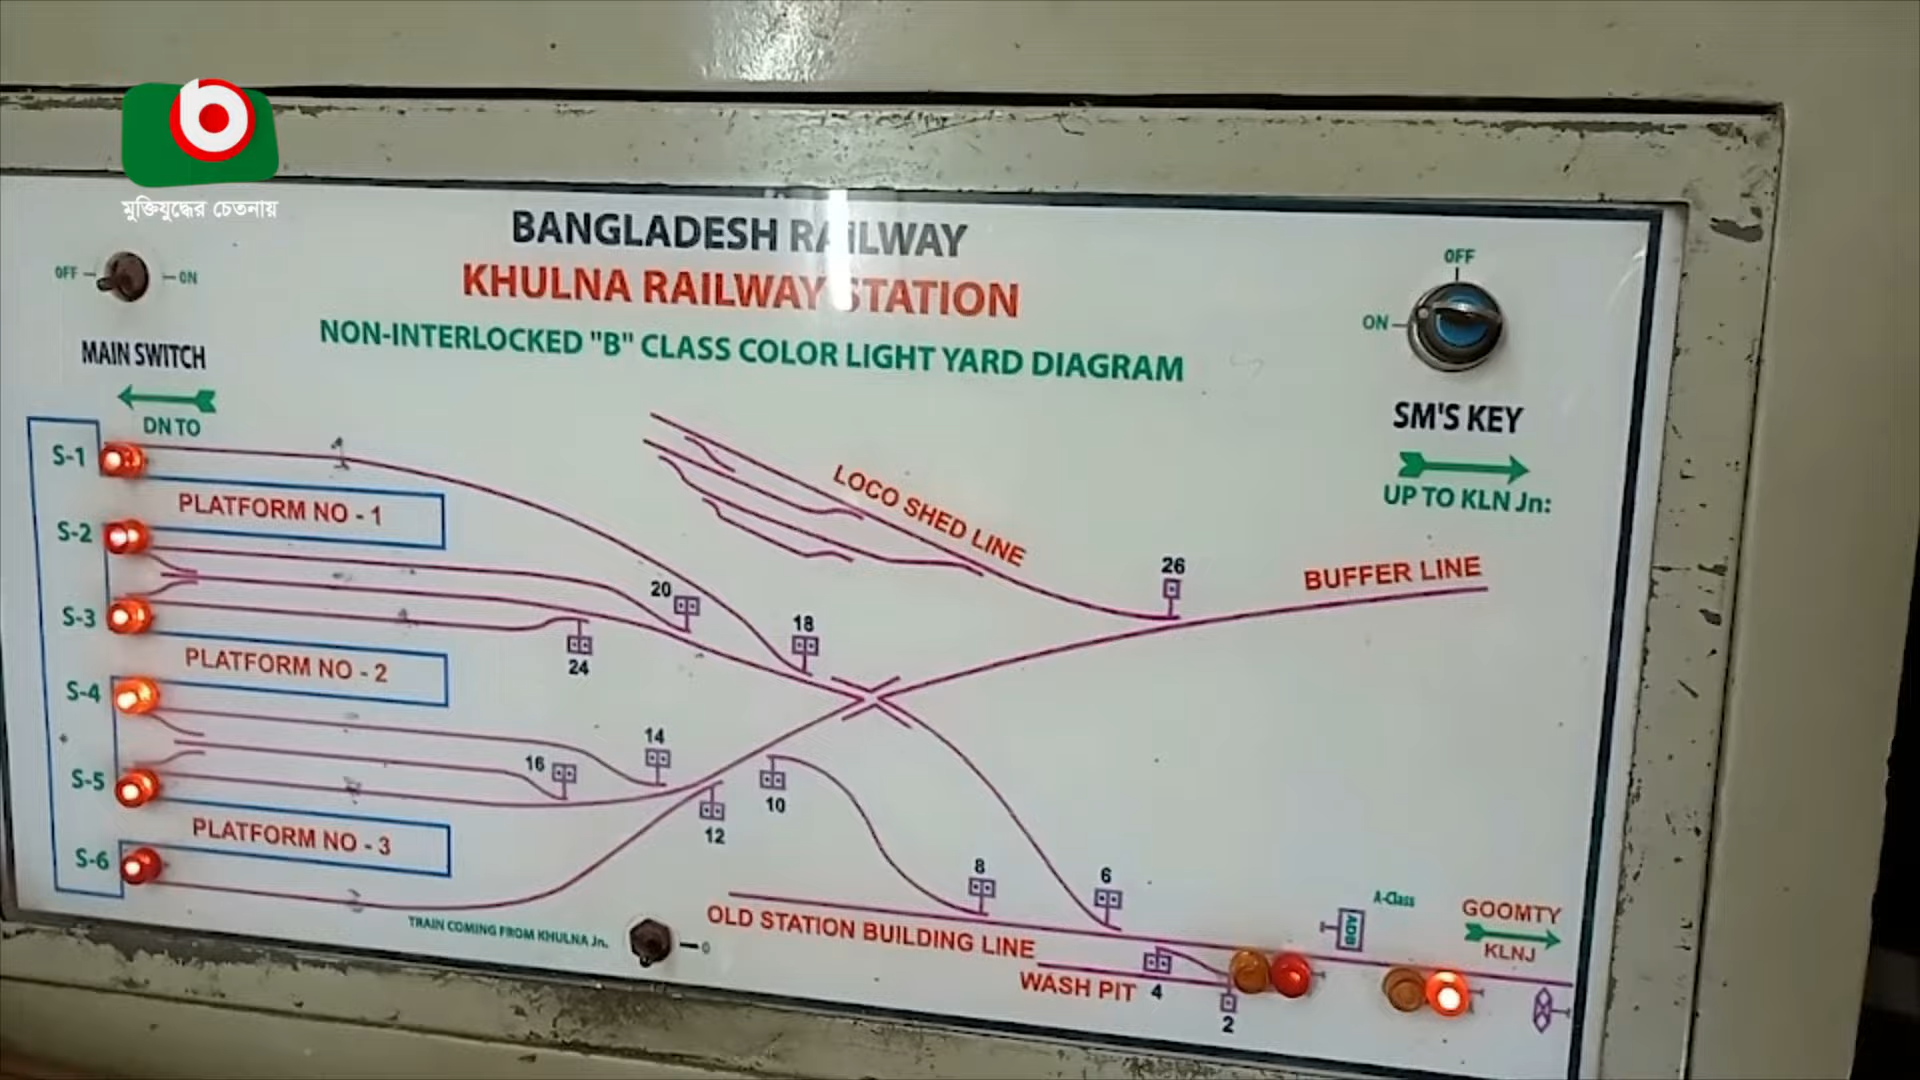 মুক্তিযুদ্ধের চেতনায়
BANGLADESH RAILWAY
KHULNA RAILWAY STATION
NON-INTERLOCKED "B" CLASS COLOR LIGHT YARD DIAGRAM
OFF
ON
MAIN SWITCH
DN TO
OFF
ON
SM'S KEY
UP TO KLN Jn:
S-1
PLATFORM NO - 1
S-2
S-3
PLATFORM NO - 2
S-4
S-5
PLATFORM NO - 3
S-6
LOCO SHED LINE
BUFFER LINE
26
20
18
24
14
16
10
12
8
6
TRAIN COMING FROM KHULNA Jn.
0
OLD STATION BUILDING LINE
WASH PIT
4
2
A-Class
ADB
GOOMTY
KLNJ